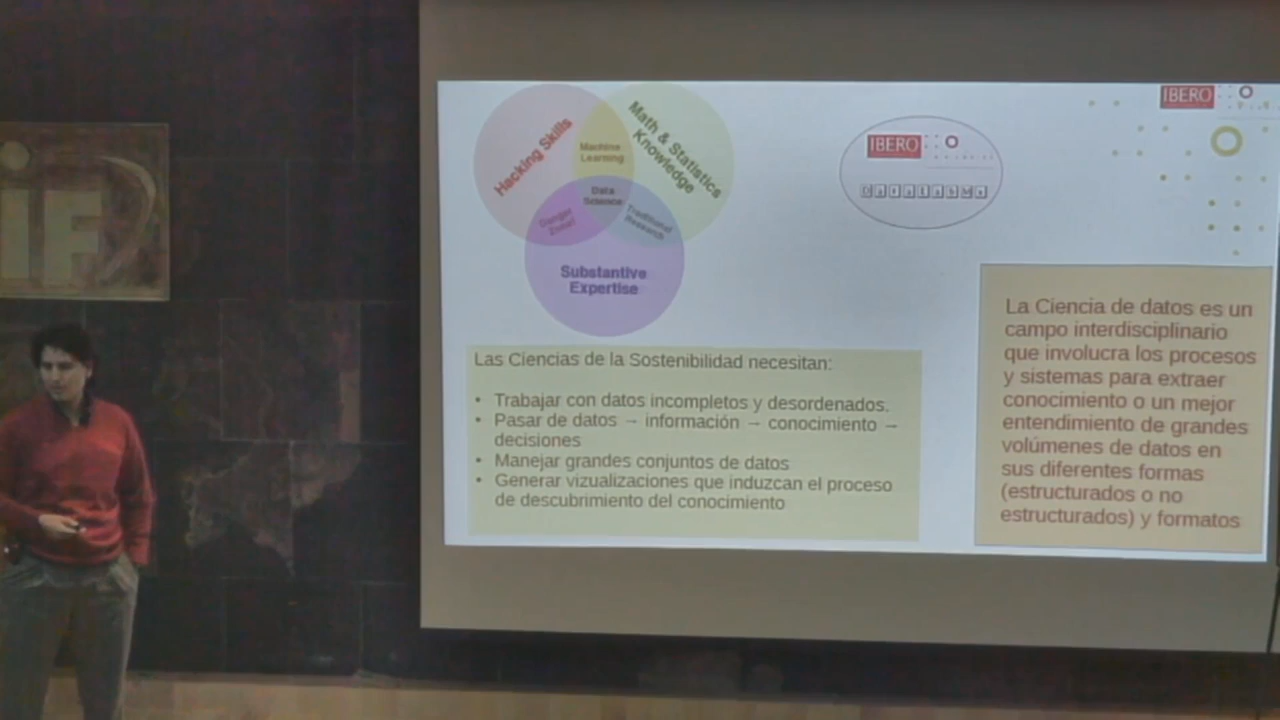 Hacking Skills
Math & Statistics
Knowledge
Machine
Learning
Data
Science
Danger
Zone!
Traditional
Research
Substantive
Expertise
IBERO
DataLabMx
IBERO
Las Ciencias de la Sostenibilidad necesitan:
• Trabajar con datos incompletos y desordenados.
• Pasar de datos → información → conocimiento →
decisiones
• Manejar grandes conjuntos de datos
• Generar vizualizaciones que induzcan el proceso
de descubrimiento del conocimiento
La Ciencia de datos es un
campo interdisciplinario
que involucra los procesos
y sistemas para extraer
conocimiento o un mejor
entendimiento de grandes
volúmenes de datos en
sus diferentes formas
(estructurados o no
estructurados) y formatos